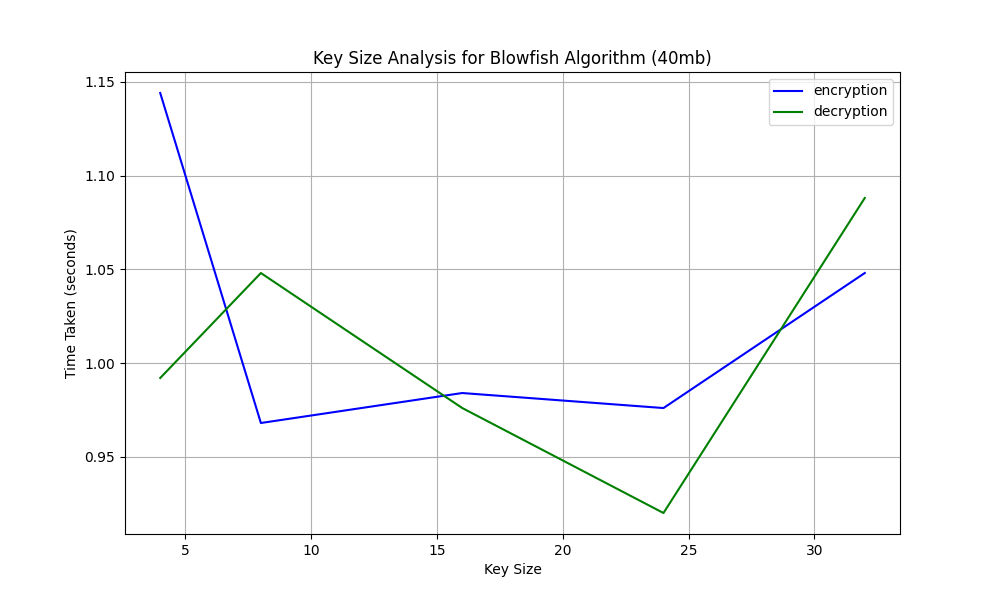 Key Size Analysis for Blowfish Algorithm (40mb)
encryption
decryption
Time Taken (seconds)
1.15
1.10
1.05
1.00
0.95
5 10 15 20 25 30
Key Size